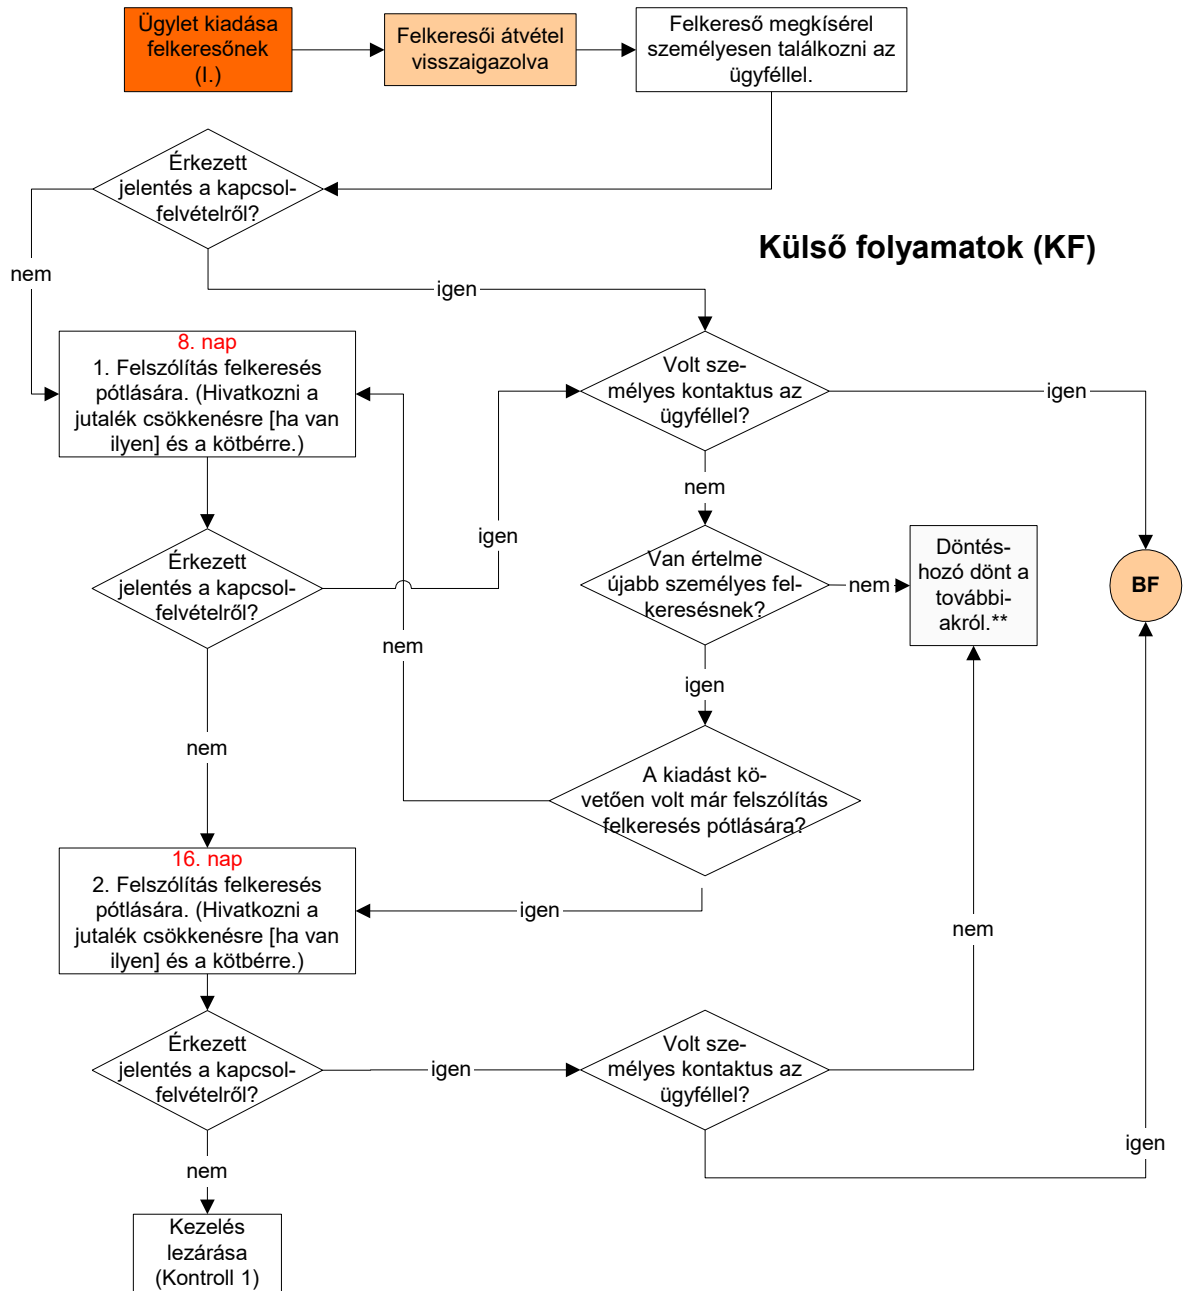 Ügylet kiadása
felkeresőnek
(I.)
Felkeresői átvétel
visszaigazolva
Felkereső megkísérel
személyesen találkozni az
ügyféllel.
Érkezett
jelentés a kapcsol-
felvételről?
Külső folyamatok (KF)
nem
igen
8. nap
1. Felszólítás felkeresés
pótlására. (Hivatkozni a
jutalék csökkenésre [ha van
ilyen] és a kötbérre.)
Volt sze-
mélyes kontaktus az
ügyféllel?
igen
nem
igen
Érkezett
jelentés a kapcsol-
felvételről?
Van értelme
újabb személyes fel-
keresésnek?
nem
Döntés-
hozó dönt a
további-
akról.**
BF
nem
igen
nem
A kiadást kö-
vetően volt már felszólítás
felkeresés pótlására?
16. nap
2. Felszólítás felkeresés
pótlására. (Hivatkozni a
jutalék csökkenésre [ha van
ilyen] és a kötbérre.)
igen
nem
Érkezett
jelentés a kapcsol-
felvételről?
igen
Volt sze-
mélyes kontaktus az
ügyféllel?
igen
nem
Kezelés
lezárása
(Kontroll 1)